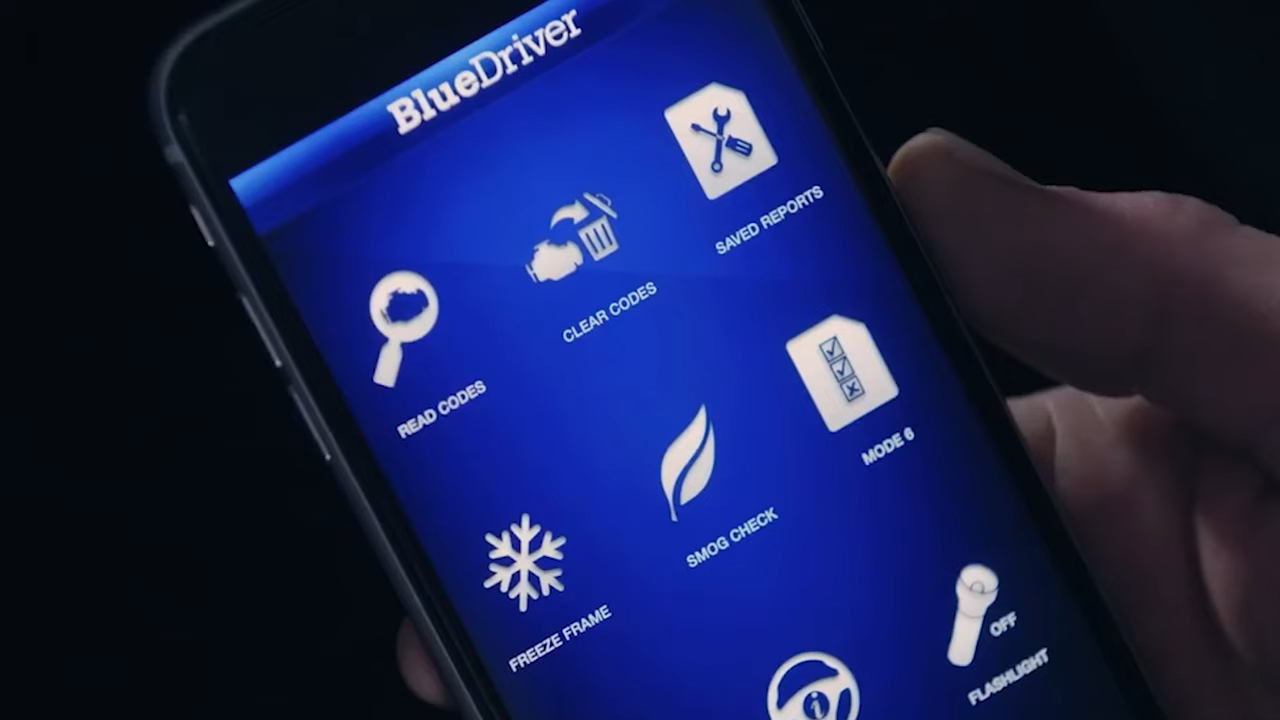 BlueDriver
READ CODES
CLEAR CODES
SAVED REPORTS
FREEZE FRAME
SMOG CHECK
MODE 6
OFF
FLASHLIGHT